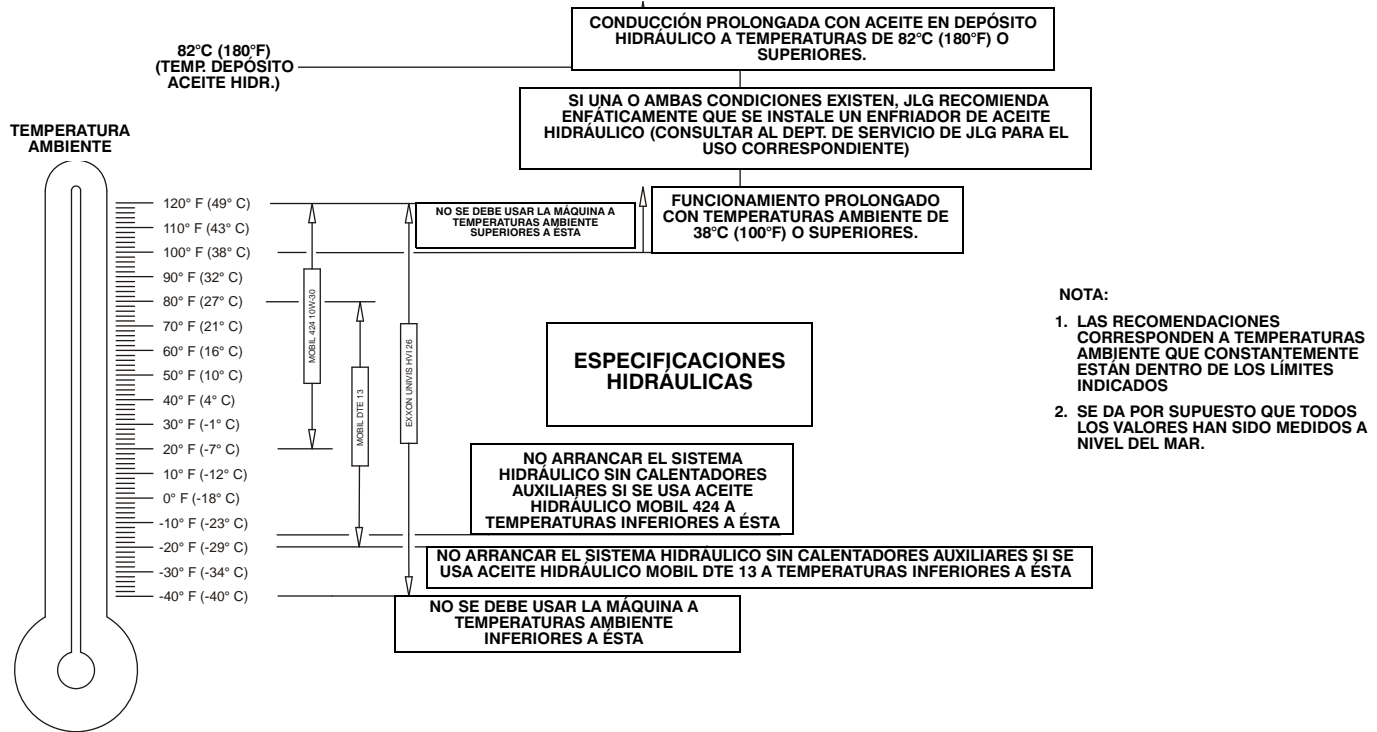 CONDUCCIÓN PROLONGADA CON ACEITE EN DEPÓSITO
HIDRÁULICO A TEMPERATURAS DE 82°C (180°F) O
SUPERIORES.
82°C (180°F)
(TEMP. DEPÓSITO
ACEITE HIDR.)
SI UNA O AMBAS CONDICIONES EXISTEN, JLG RECOMIENDA
ENFÁTICAMENTE QUE SE INSTALE UN ENFRIADOR DE ACEITE
HIDRÁULICO (CONSULTAR AL DEPT. DE SERVICIO DE JLG PARA EL
USO CORRESPONDIENTE)
TEMPERATURA
AMBIENTE
FUNCIONAMIENTO PROLONGADO
CON TEMPERATURAS AMBIENTE DE
38°C (100°F) O SUPERIORES.
NO SE DEBE USAR LA MÁQUINA A
TEMPERATURAS AMBIENTE
SUPERIORES A ÉSTA
120° F (49° C)
110° F (43° C)
100° F (38° C)
90° F (32° C)
80° F (27° C)
70° F (21° C)
60° F (16° C)
50° F (10° C)
40° F (4° C)
30° F (-1° C)
20° F (-7° C)
10° F (-12° C)
0° F (-18° C)
-10° F (-23° C)
-20° F (-29° C)
-30° F (-34° C)
-40° F (-40° C)
MOBIL 424 10W-30
MOBIL DTE 13
EXXON UNIVIS HVI 26
ESPECIFICACIONES
HIDRÁULICAS
NOTA:
1. LAS RECOMENDACIONES
CORRESPONDEN A TEMPERATURAS
AMBIENTE QUE CONSTANTEMENTE
ESTÁN DENTRO DE LOS LÍMITES
INDICADOS
2. SE DA POR SUPUESTO QUE TODOS
LOS VALORES HAN SIDO MEDIDOS A
NIVEL DEL MAR.
NO ARRANCAR EL SISTEMA
HIDRÁULICO SIN CALENTADORES
AUXILIARES SI SE USA ACEITE
HIDRÁULICO MOBIL 424 A
TEMPERATURAS INFERIORES A ÉSTA
NO ARRANCAR EL SISTEMA HIDRÁULICO SIN CALENTADORES AUXILIARES SI SE
USA ACEITE HIDRÁULICO MOBIL DTE 13 A TEMPERATURAS INFERIORES A ÉSTA
NO SE DEBE USAR LA MÁQUINA A
TEMPERATURAS AMBIENTE
INFERIORES A ÉSTA